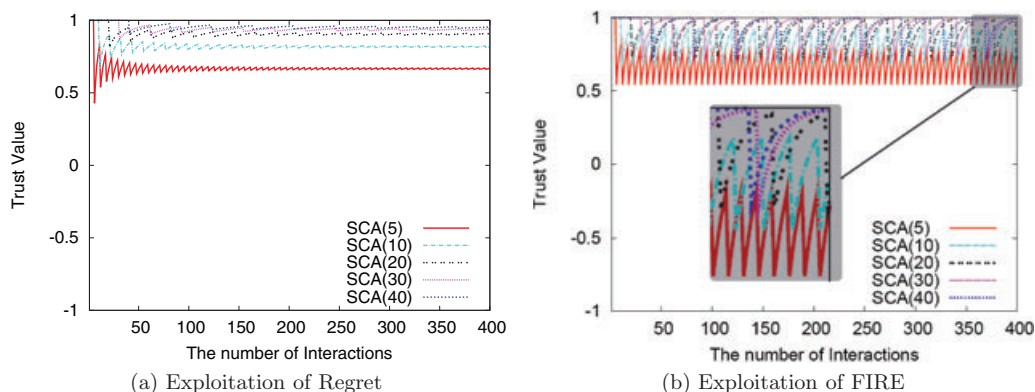 1
0.5
0
-0.5
-1
Trust Value
SCA(5)
SCA(10)
SCA(20)
SCA(30)
SCA(40)
50 100 150 200 250 300 350 400
The number of Interactions
(a) Exploitation of Regret
1
0.5
0
-0.5
-1
Trust Value
SCA(5)
SCA(10)
SCA(20)
SCA(30)
SCA(40)
50 100 150 200 250 300 350 400
The number of Interactions
(b) Exploitation of FIRE